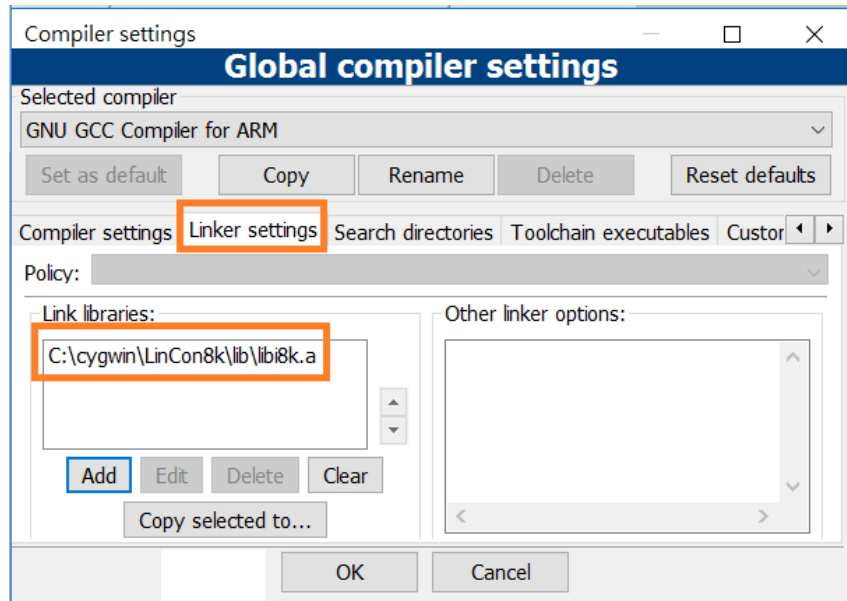 Compiler settings
Global compiler settings
Selected compiler
GNU GCC Compiler for ARM
Set as default Copy Rename Delete Reset defaults
Compiler settings Linker settings Search directories Toolchain executables Custor
Policy:
Link libraries: Other linker options:
C:\cygwin\LinCon8k\lib\libi8k.a
Add Edit Delete Clear
Copy selected to...
OK Cancel